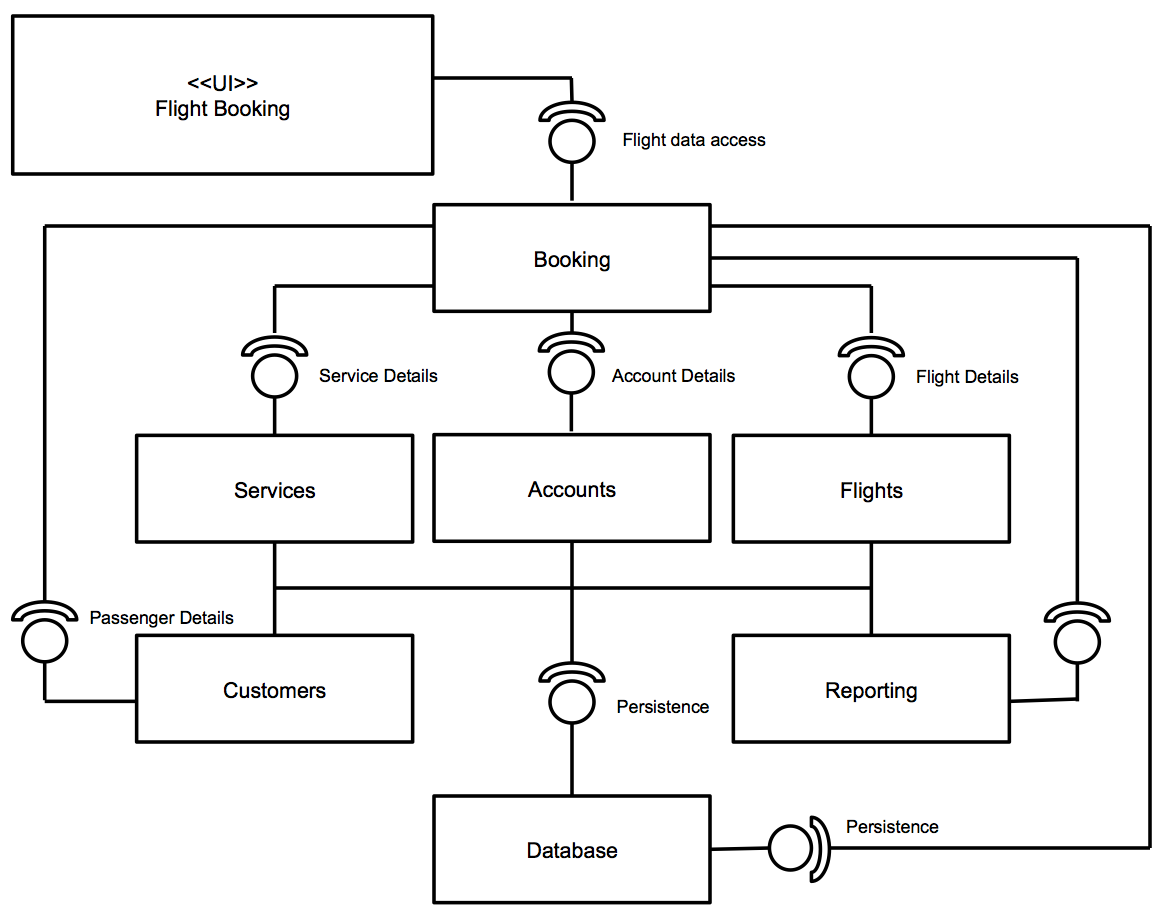 <<UI>>
Flight Booking
Flight data access
Booking
Service Details
Account Details
Flight Details
Services
Accounts
Flights
Passenger Details
Customers
Persistence
Reporting
Database
Persistence